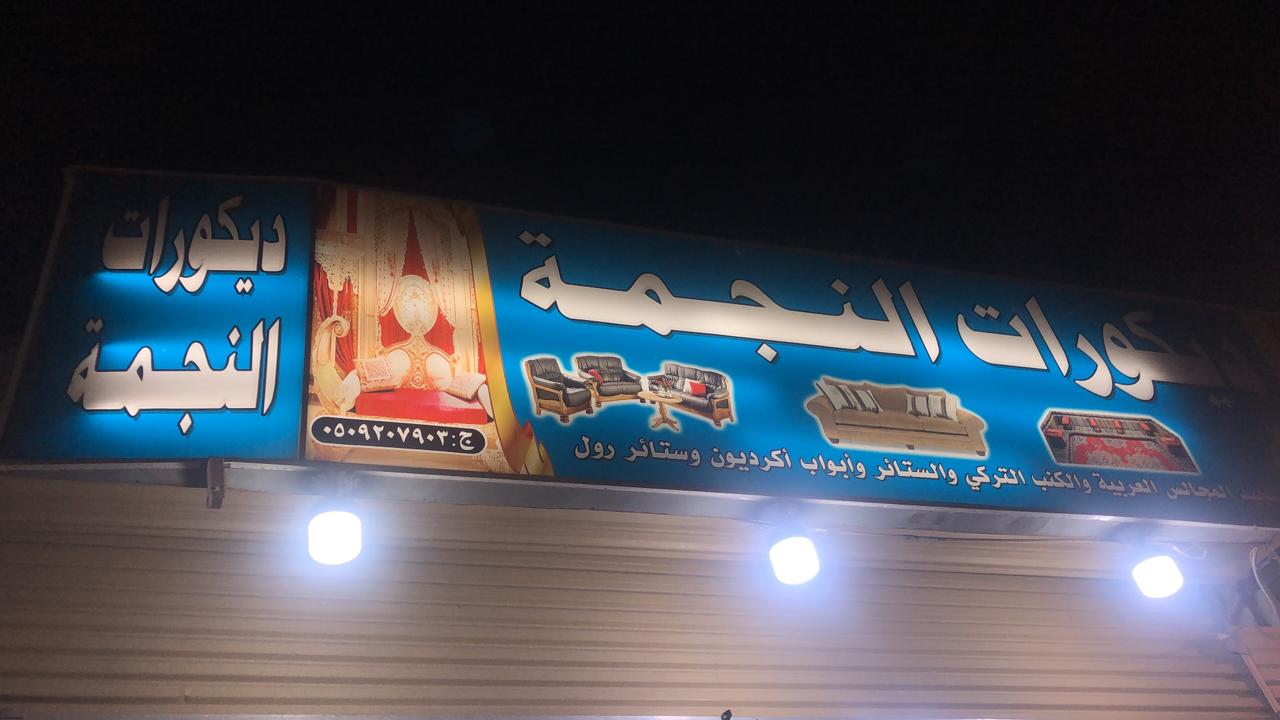 ديكورات
النجمة
ج:٠٥٠٩٢٠٧٩٠٣
ديكورات النجمة
المجالس العربية والكنب التركي والستائر وأبواب أكرديون وستائر رول